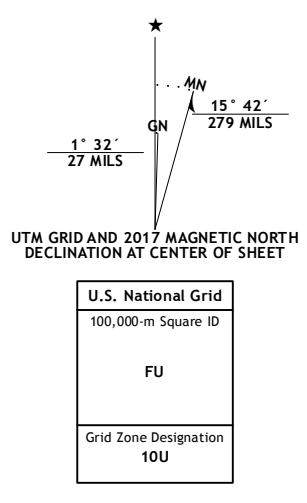 ★
MN
GN
15° 42´
279 MILS
1° 32´
27 MILS
UTM GRID AND 2017 MAGNETIC NORTH
DECLINATION AT CENTER OF SHEET
U.S. National Grid
100,000-m Square ID
FU
Grid Zone Designation
10U